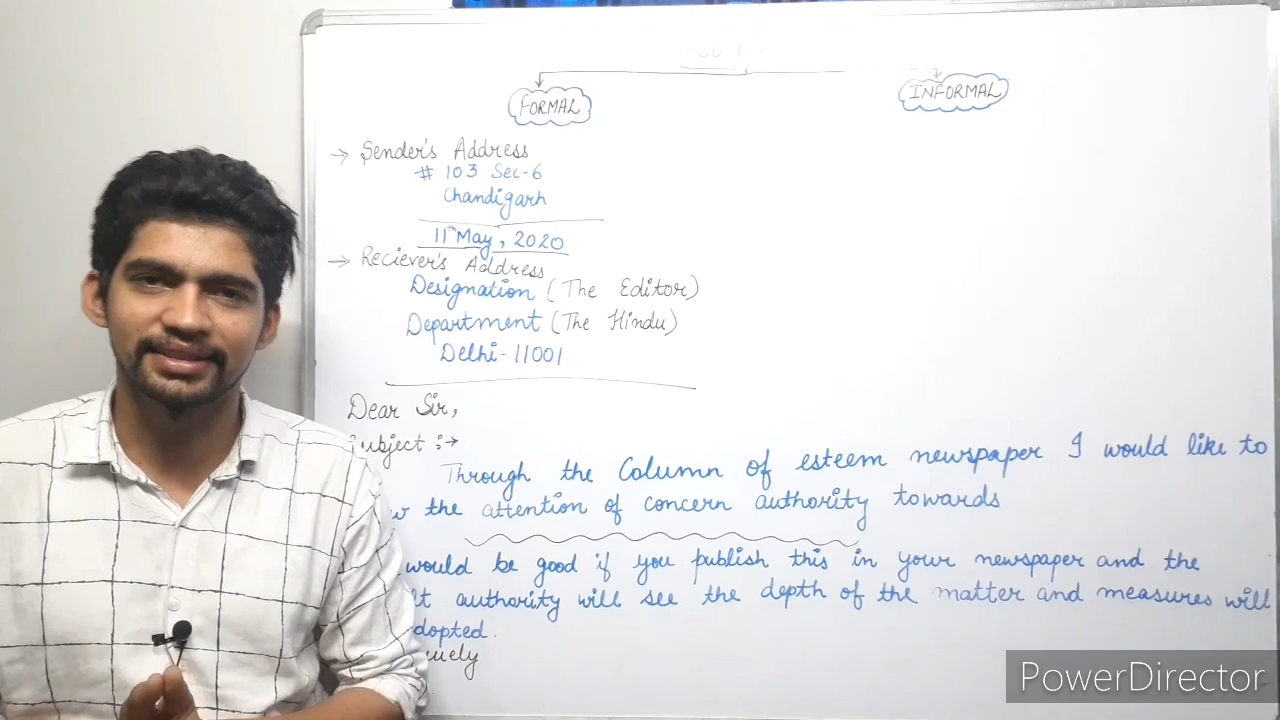 FORMAL
INFORMAL
→ Sender's Address
# 103 Sec-6
Chandigarh
11th May, 2020
→ Reciever's Address
Designation (The Editor)
Department (The Hindu)
Delhi - 11001
Dear Sir,
ubject :→
Through the Column of esteem newspaper I would like to
w the attention of concern authority towards
would be good if you publish this in your newspaper and the
lt authority will see the depth of the matter and measures will
dopted.
PowerDirector